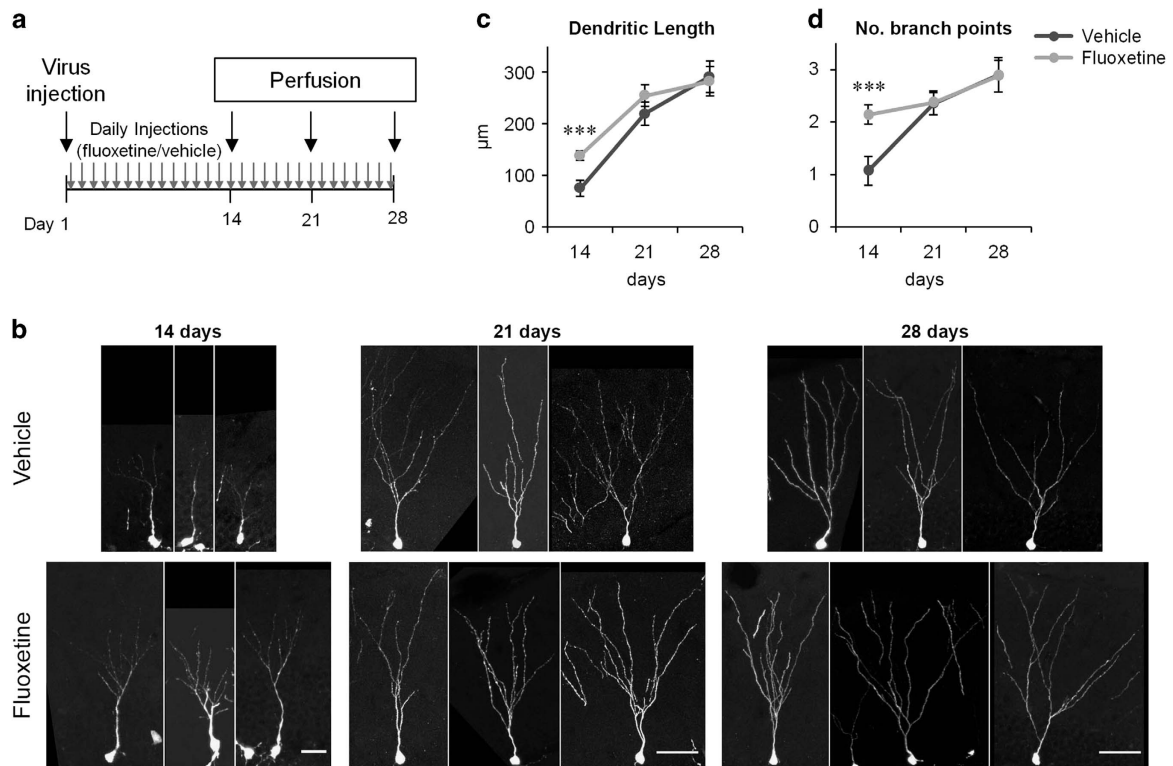 a
Virus
injection
Perfusion
Daily Injections
(fluoxetine/vehicle)
Day 1
14
21
28
c
Dendritic Length
300
200
100
0
µm
***
14
21
28
days
d
No. branch points
3
2
1
0
***
14
21
28
days
Vehicle
Fluoxetine
b
14 days
21 days
28 days
Vehicle
Fluoxetine